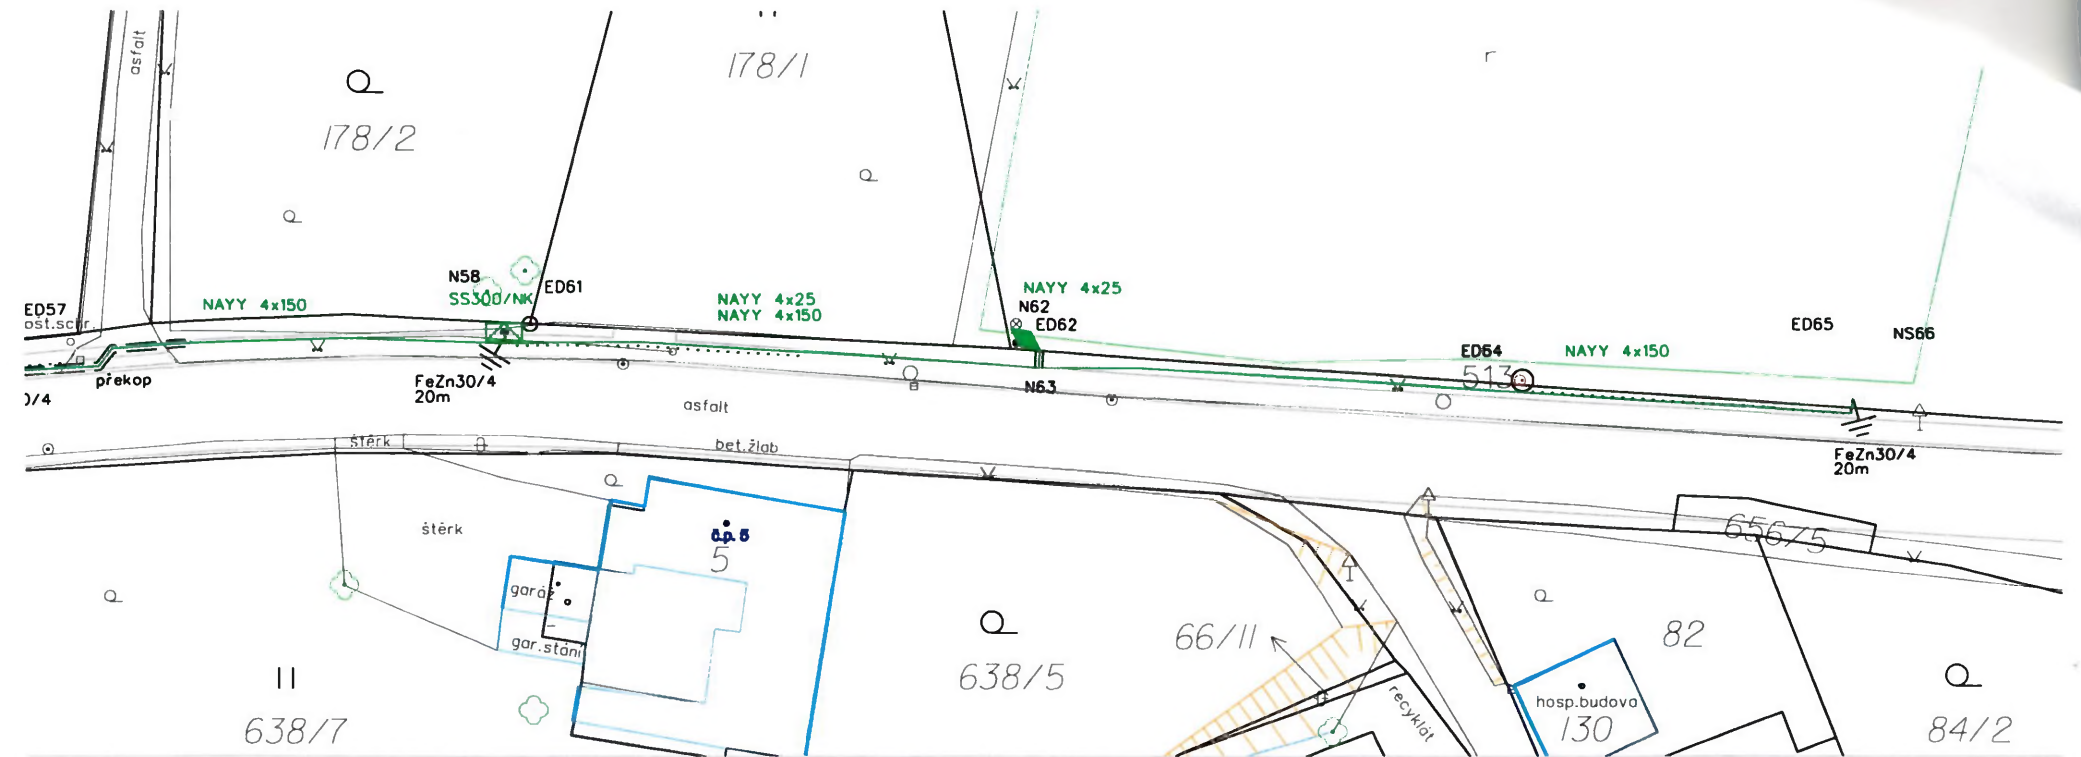 asfalt
178/2
178/1
r
ED57
NAYY 4x150
N58
SS300/NK
ED61
NAYY 4x25
NAYY 4x150
NAYY 4x25
N62
ED62
ED65
NS66
ED64
NAYY 4x150
513
překop
FeZn30/4
20m
N63
)/4
asfalt
štěrk
bet.žlab
FeZn30/4
20m
656/5
štěrk
č.p. 5
5
garáž
gar.stání
66/11
82
638/5
hosp.budova
130
recyklát
638/7
84/2